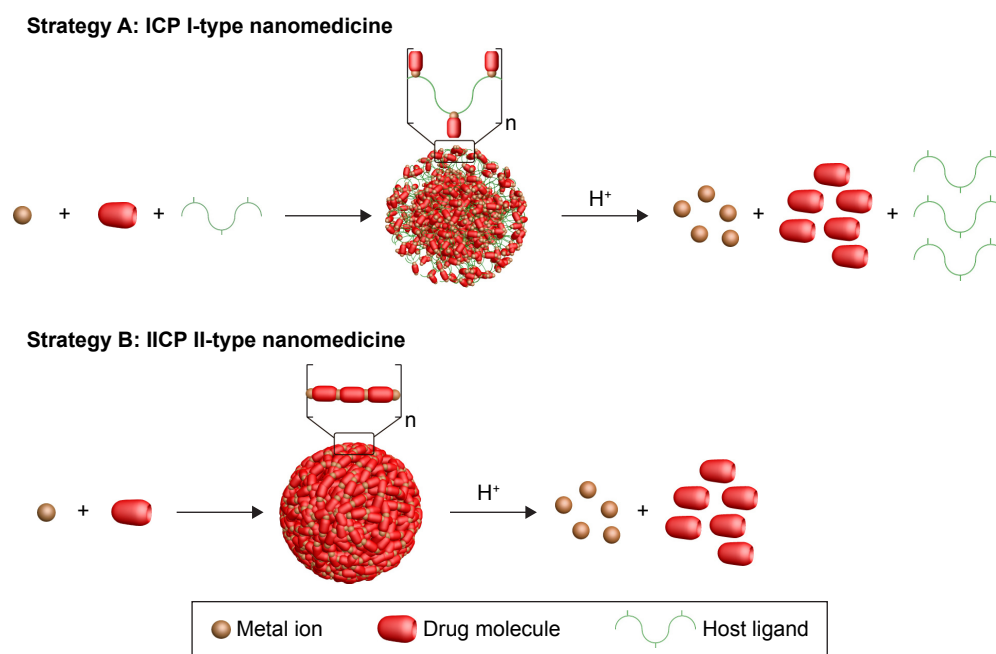 Strategy A: ICP I-type nanomedicine
n
+ + H⁺ + +
Strategy B: IICP II-type nanomedicine
n
+ H⁺ +
Metal ion Drug molecule Host ligand